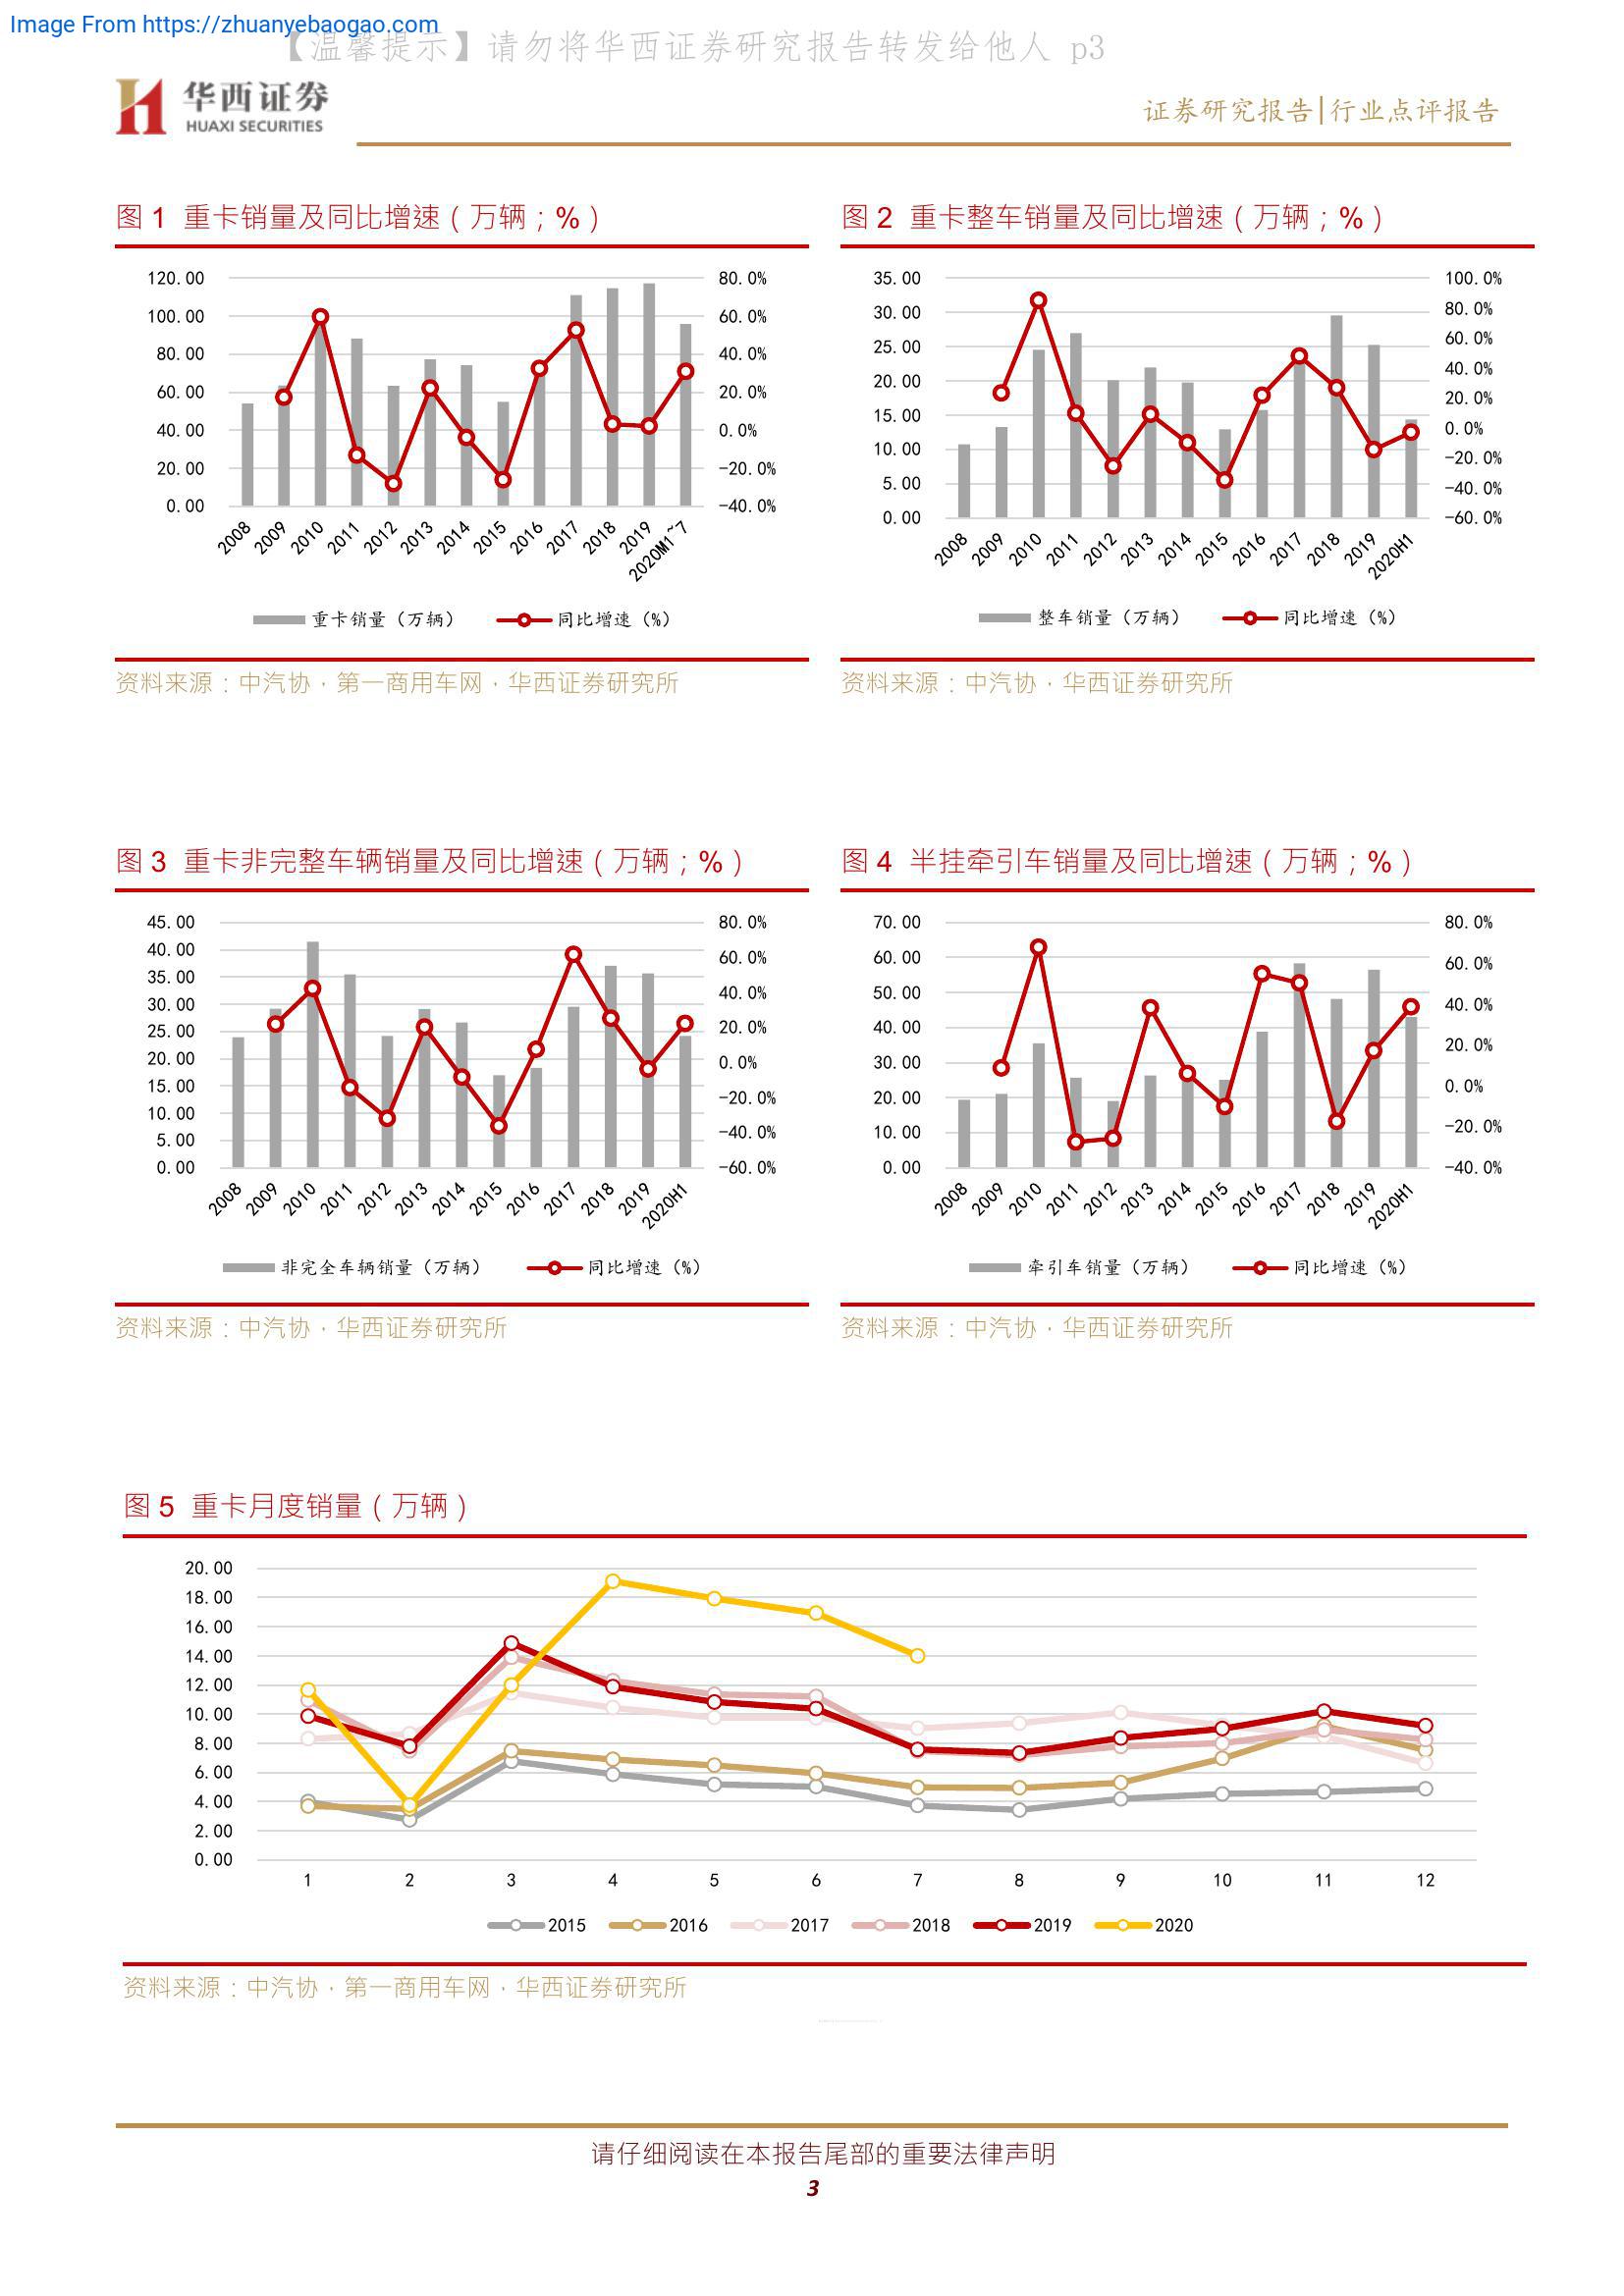 Image From https://zhuanyebaogao.com
【温馨提示】请勿将华西证券研究报告转发给他人 p3
华西证券
HUAXI SECURITIES
证券研究报告|行业点评报告
图 1 重卡销量及同比增速（万辆；%）
120.00
100.00
80.00
60.00
40.00
20.00
0.00
80.0%
60.0%
40.0%
20.0%
0.0%
-20.0%
-40.0%
2008 2009 2010 2011 2012 2013 2014 2015 2016 2017 2018 2019 2020M1~7
重卡销量（万辆） 同比增速（%）
资料来源：中汽协，第一商用车网，华西证券研究所
图 2 重卡整车销量及同比增速（万辆；%）
35.00
30.00
25.00
20.00
15.00
10.00
5.00
0.00
100.0%
80.0%
60.0%
40.0%
20.0%
0.0%
-20.0%
-40.0%
-60.0%
2008 2009 2010 2011 2012 2013 2014 2015 2016 2017 2018 2019 2020H1
整车销量（万辆） 同比增速（%）
资料来源：中汽协，华西证券研究所
图 3 重卡非完整车辆销量及同比增速（万辆；%）
45.00
40.00
35.00
30.00
25.00
20.00
15.00
10.00
5.00
0.00
80.0%
60.0%
40.0%
20.0%
0.0%
-20.0%
-40.0%
-60.0%
2008 2009 2010 2011 2012 2013 2014 2015 2016 2017 2018 2019 2020H1
非完全车辆销量（万辆） 同比增速（%）
资料来源：中汽协，华西证券研究所
图 4 半挂牵引车销量及同比增速（万辆；%）
70.00
60.00
50.00
40.00
30.00
20.00
10.00
0.00
80.0%
60.0%
40.0%
20.0%
0.0%
-20.0%
-40.0%
2008 2009 2010 2011 2012 2013 2014 2015 2016 2017 2018 2019 2020H1
牵引车销量（万辆） 同比增速（%）
资料来源：中汽协，华西证券研究所
图 5 重卡月度销量（万辆）
20.00
18.00
16.00
14.00
12.00
10.00
8.00
6.00
4.00
2.00
0.00
1 2 3 4 5 6 7 8 9 10 11 12
2015 2016 2017 2018 2019 2020
资料来源：中汽协，第一商用车网，华西证券研究所
请仔细阅读在本报告尾部的重要法律声明
3